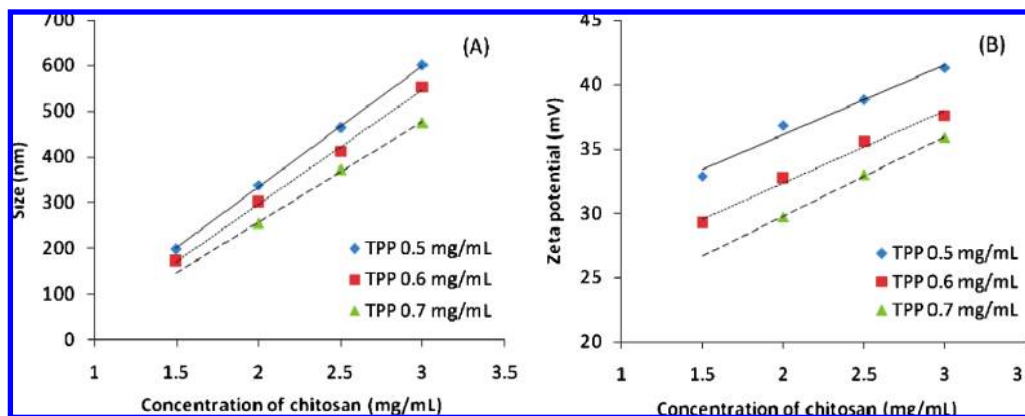 700
600
500
400
300
200
100
0
Size (nm)
(A)
TPP 0.5 mg/mL
TPP 0.6 mg/mL
TPP 0.7 mg/mL
1 1.5 2 2.5 3 3.5
Concentration of chitosan (mg/mL)
45
40
35
30
25
20
Zeta potential (mV)
(B)
TPP 0.5 mg/mL
TPP 0.6 mg/mL
TPP 0.7 mg/mL
1 1.5 2 2.5 3 3
Concentration of chitosan (mg/mL)